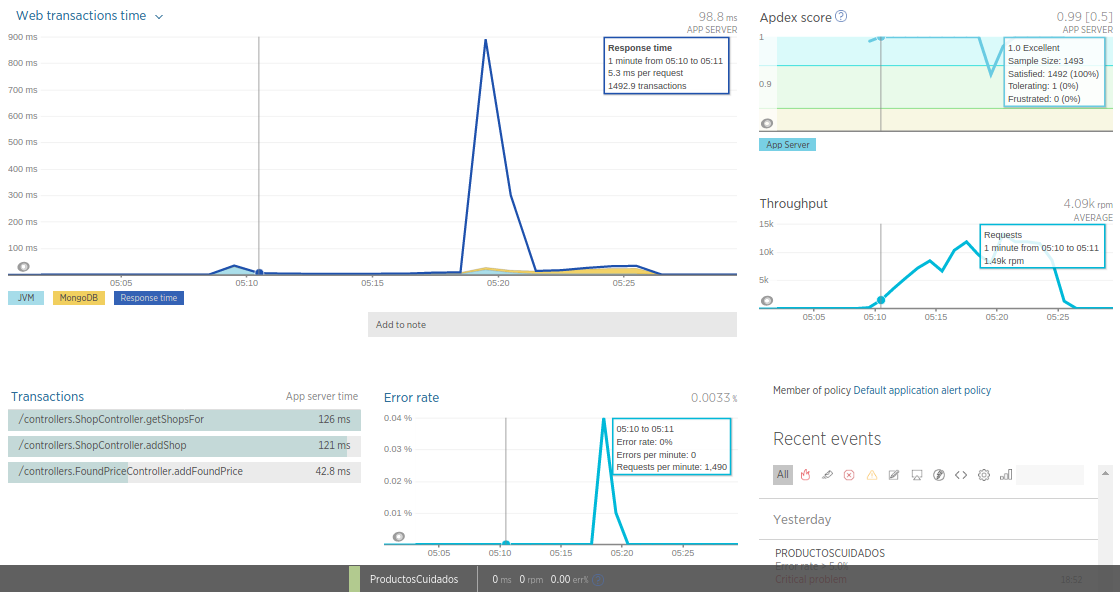 Web transactions time
98.8 ms
APP SERVER
900 ms
800 ms
700 ms
600 ms
500 ms
400 ms
300 ms
200 ms
100 ms
Response time
1 minute from 05:10 to 05:11
5.3 ms per request
1492.9 transactions
05:05
05:10
05:15
05:20
05:25
JVM
MongoDB
Response time
Add to note
Apdex score ?
0.99 [0.5]
APP SERVER
1
0.9
1.0 Excellent
Sample Size: 1493
Satisfied: 1492 (100%)
Tolerating: 1 (0%)
Frustrated: 0 (0%)
App Server
Throughput
4.09k rpm
AVERAGE
15k
10k
5k
Requests
1 minute from 05:10 to 05:11
1.49k rpm
05:05
05:10
05:15
05:20
05:25
Transactions
App server time
/controllers.ShopController.getShopsFor 126 ms
/controllers.ShopController.addShop 121 ms
/controllers.FoundPriceController.addFoundPrice 42.8 ms
Error rate
0.0033 %
0.04 %
0.03 %
0.02 %
0.01 %
05:10 to 05:11
Error rate: 0%
Errors per minute: 0
Requests per minute: 1,490
05:05
05:10
05:15
05:20
05:25
Member of policy Default application alert policy
Recent events
All
Yesterday
PRODUCTOSCUIDADOS
Error rate > 5.0%
Critical problem 18:52
ProductosCuidados 0 ms 0 rpm 0.00 err% ?